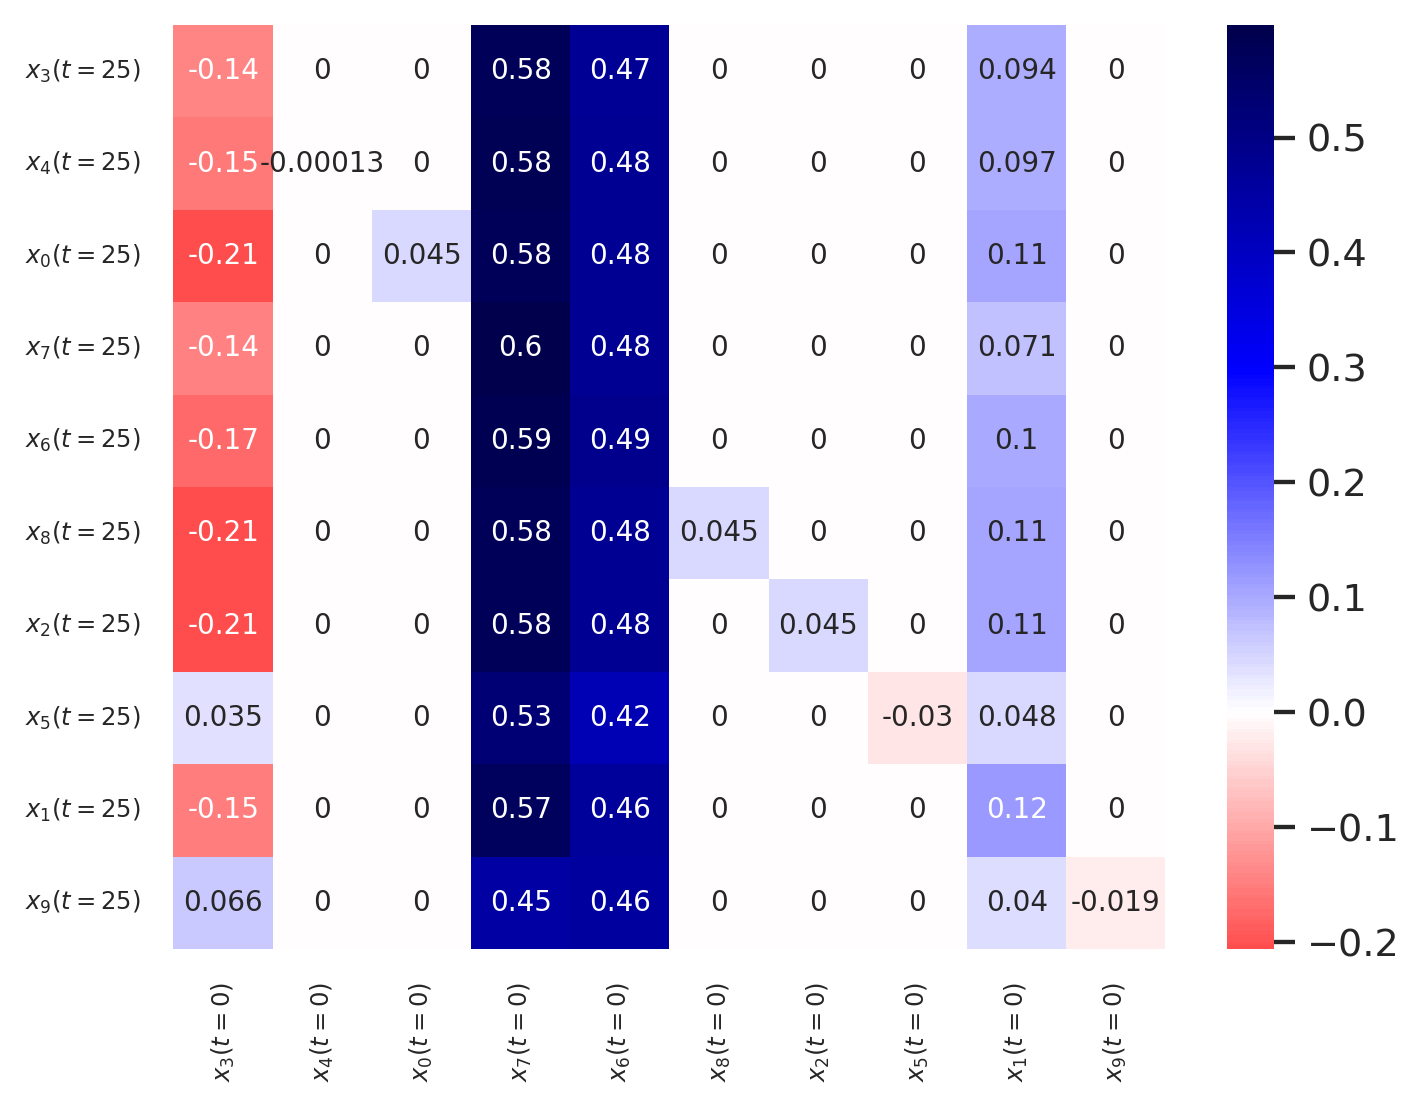 x₃(t = 25) -0.14 0 0 0.58 0.47 0 0 0 0.094 0
x₄(t = 25) -0.15 -0.00013 0 0.58 0.48 0 0 0 0.097 0
x₀(t = 25) -0.21 0 0.045 0.58 0.48 0 0 0 0.11 0
x₇(t = 25) -0.14 0 0 0.6 0.48 0 0 0 0.071 0
x₆(t = 25) -0.17 0 0 0.59 0.49 0 0 0 0.1 0
x₈(t = 25) -0.21 0 0 0.58 0.48 0.045 0 0 0.11 0
x₂(t = 25) -0.21 0 0 0.58 0.48 0 0.045 0 0.11 0
x₅(t = 25) 0.035 0 0 0.53 0.42 0 0 -0.03 0.048 0
x₁(t = 25) -0.15 0 0 0.57 0.46 0 0 0 0.12 0
x₉(t = 25) 0.066 0 0 0.45 0.46 0 0 0 0.04 -0.019
x₃(t = 0)
x₄(t = 0)
x₀(t = 0)
x₇(t = 0)
x₆(t = 0)
x₈(t = 0)
x₂(t = 0)
x₅(t = 0)
x₁(t = 0)
x₉(t = 0)
0.5
0.4
0.3
0.2
0.1
0.0
−0.1
−0.2